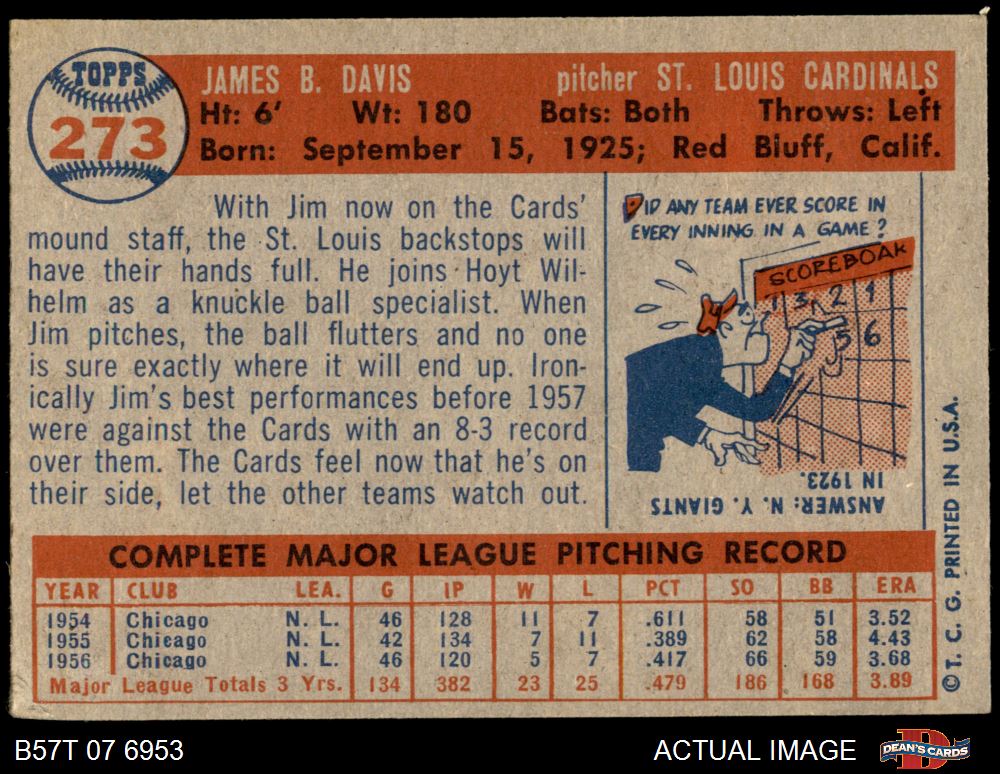 TOPPS
273
JAMES B. DAVIS pitcher ST. LOUIS CARDINALS
Ht: 6' Wt: 180 Bats: Both Throws: Left
Born: September 15, 1925; Red Bluff, Calif.
With Jim now on the Cards'
mound staff, the St. Louis backstops will
have their hands full. He joins Hoyt Wil-
helm as a knuckle ball specialist. When
Jim pitches, the ball flutters and no one
is sure exactly where it will end up. Iron-
ically Jim's best performances before 1957
were against the Cards with an 8-3 record
over them. The Cards feel now that he's on
their side, let the other teams watch out.
DID ANY TEAM EVER SCORE IN
EVERY INNING IN A GAME?
SCOREBOAR
1 3 2 4
5 6
ANSWER: N. Y. GIANTS
IN 1923.
COMPLETE MAJOR LEAGUE PITCHING RECORD
YEAR CLUB LEA. G IP W L PCT SO BB ERA
1954 Chicago N. L. 46 128 11 7 .611 58 51 3.52
1955 Chicago N. L. 42 134 7 11 .389 62 58 4.43
1956 Chicago N. L. 46 120 5 7 .417 66 59 3.68
Major League Totals 3 Yrs. 134 382 23 25 .479 186 168 3.89
© T. C. G. PRINTED IN U.S.A.
B57T 07 6953 ACTUAL IMAGE DEAN'S CARDS